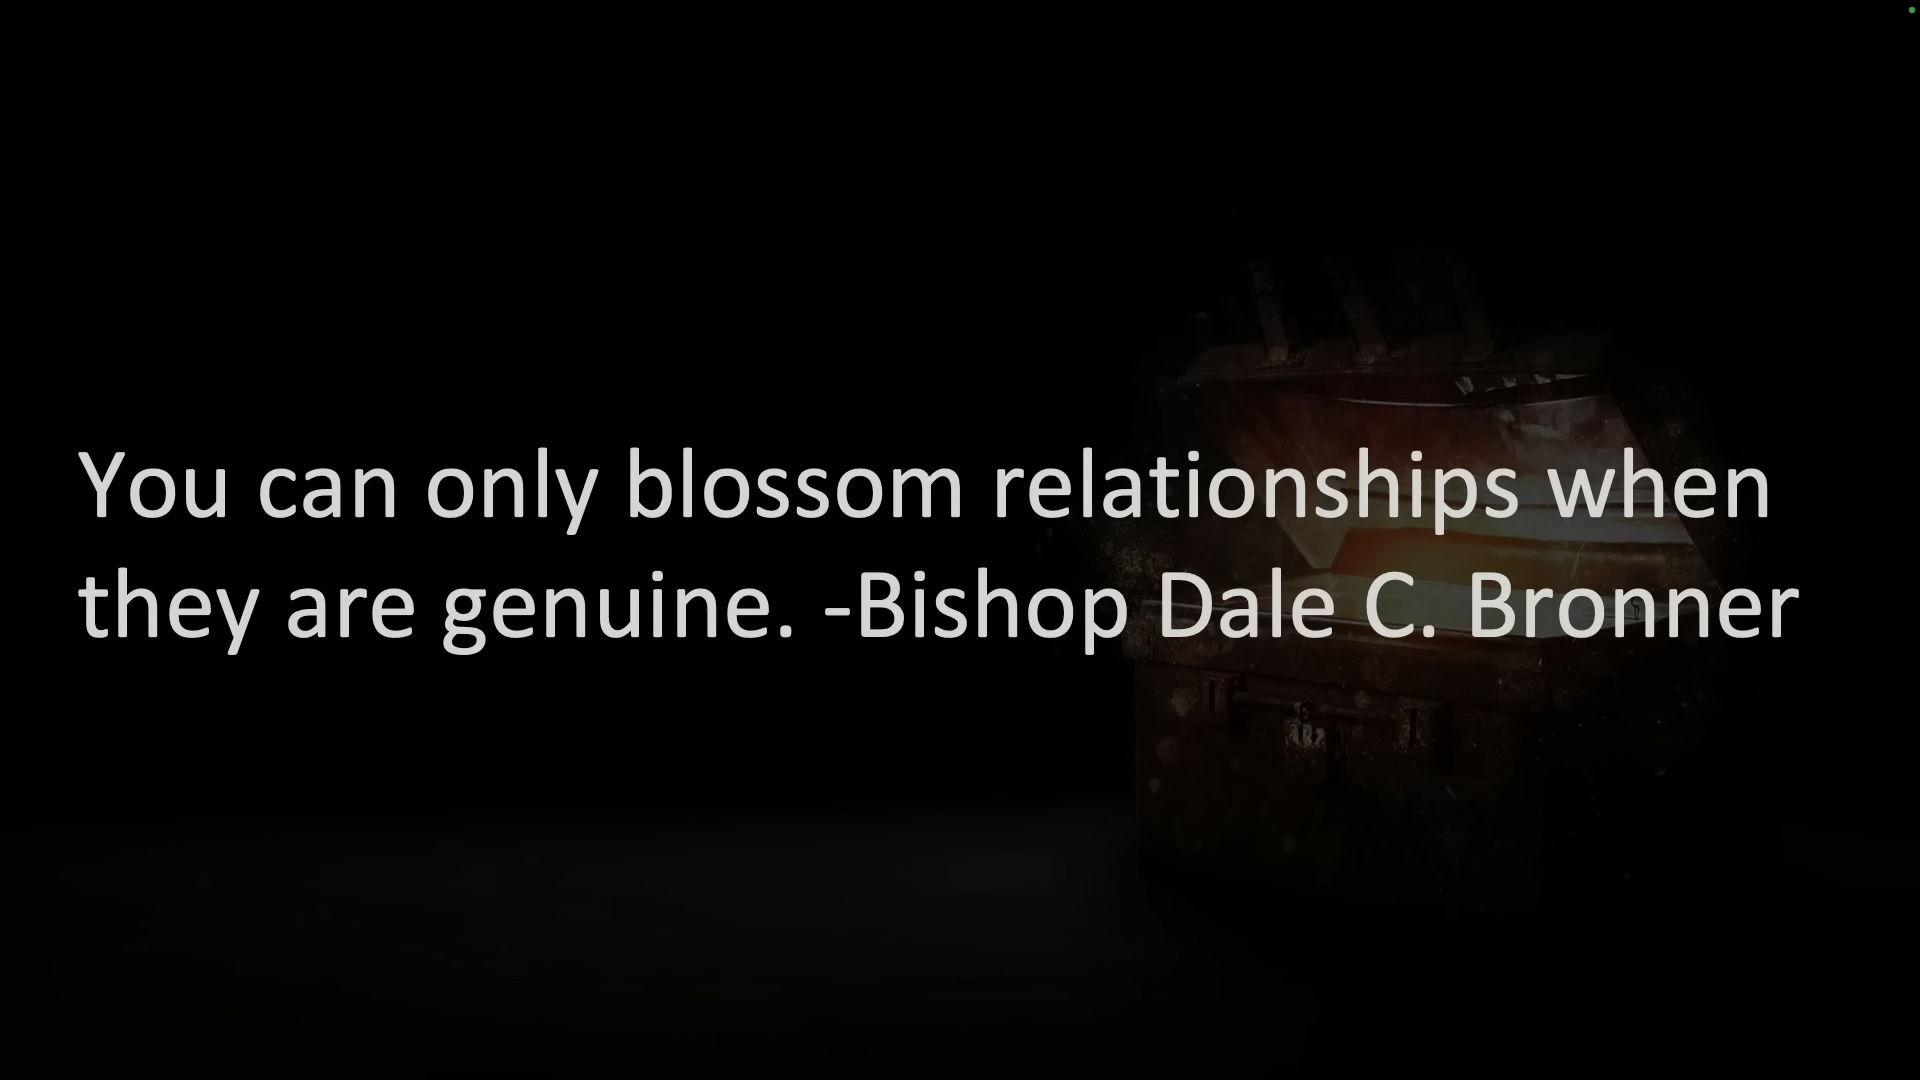 You can only blossom relationships when
they are genuine. -Bishop Dale C. Bronner